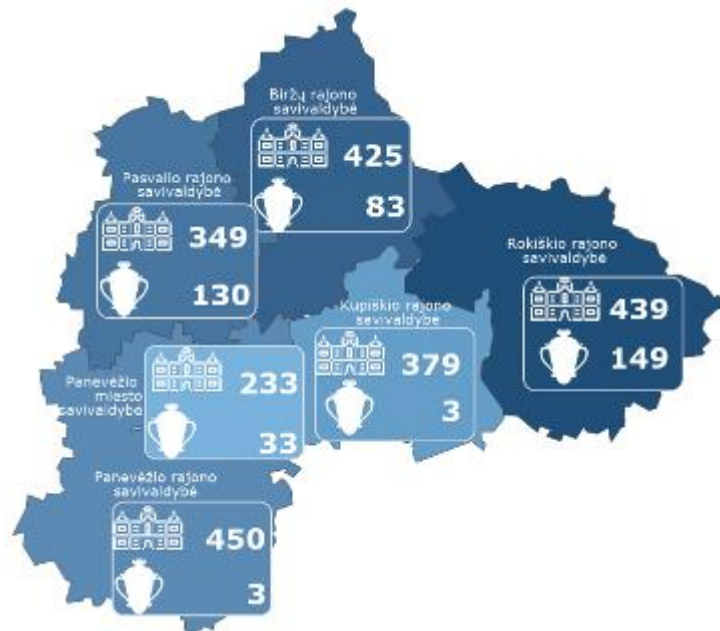 Biržų rajono
savivaldybė
425
83
Pasvalio rajono
savivaldybė
349
130
Rokiškio rajono
savivaldybė
439
149
Kupiškio rajono
savivaldybė
379
3
Panevėžio
miesto
savivaldybė
233
33
Panevėžio rajono
savivaldybė
450
3